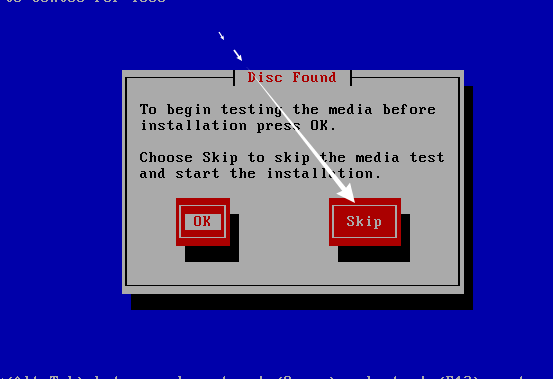 Disc Found
To begin testing the media before
installation press OK.
Choose Skip to skip the media test
and start the installation.
OK
Skip